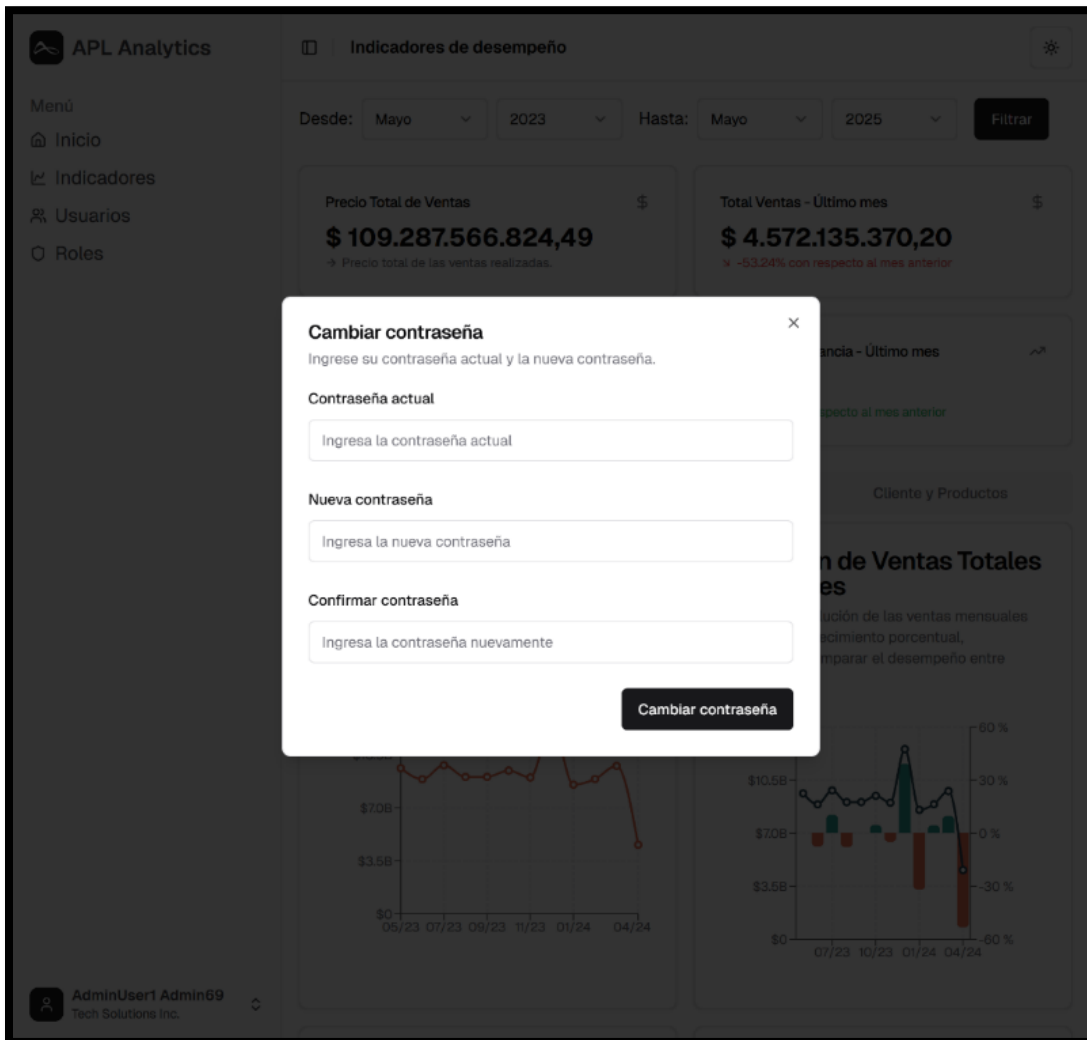 APL Analytics
Indicadores de desempeño
Menú
Inicio
Indicadores
Usuarios
Roles
Desde: Mayo 2023 Hasta: Mayo 2025 Filtrar
Precio Total de Ventas $
$ 109.287.566.824,49
→ Precio total de las ventas realizadas.
Total Ventas - Último mes $
$ 4.572.135.370,20
-53.24% con respecto al mes anterior
Cambiar contraseña
Ingrese su contraseña actual y la nueva contraseña.
Contraseña actual
Ingresa la contraseña actual
Nueva contraseña
Ingresa la nueva contraseña
Confirmar contraseña
Ingresa la contraseña nuevamente
Cambiar contraseña
- Último mes
al mes anterior
Cliente y Productos
de Ventas Totales
de las ventas mensuales
porcentual,
el desempeño entre
$7.0B
$3.5B
$0
05/23 07/23 09/23 11/23 01/24 04/24
$10.5B
$7.0B
$3.5B
$0
60 %
30 %
0 %
-30 %
-60 %
07/23 10/23 01/24 04/24
AdminUser1 Admin69
Tech Solutions Inc.